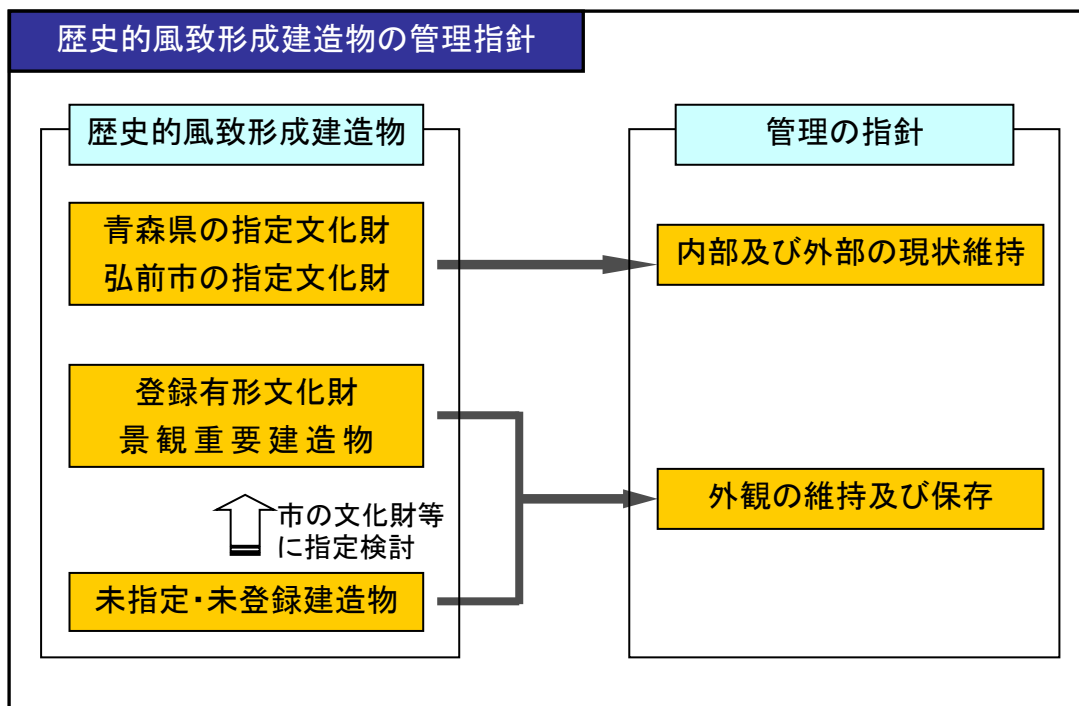 歴史的風致形成建造物の管理指針
歴史的風致形成建造物
青森県の指定文化財
弘前市の指定文化財
登録有形文化財
景観重要建造物
市の文化財等
に指定検討
未指定・未登録建造物
管理の指針
内部及び外部の現状維持
外観の維持及び保存